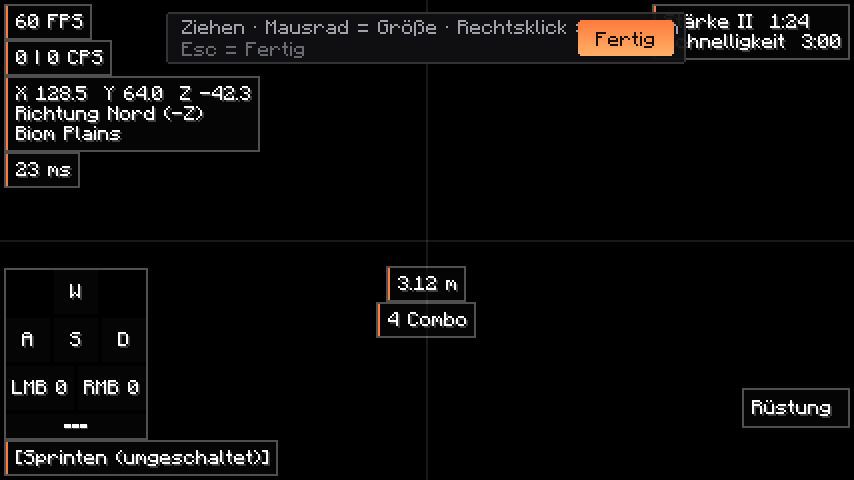 60 FPS
0 | 0 CPS
X 128.5 Y 64.0 Z -42.3
Richtung Nord (-Z)
Biom Plains
23 ms
Ziehen · Mausrad = Größe · Rechtsklick
Esc = Fertig
Fertig
ärke II 1:24
hnelligkeit 3:00
W
A S D
LMB 0 RMB 0
---
[Sprinten (umgeschaltet)]
3.12 m
4 Combo
Rüstung